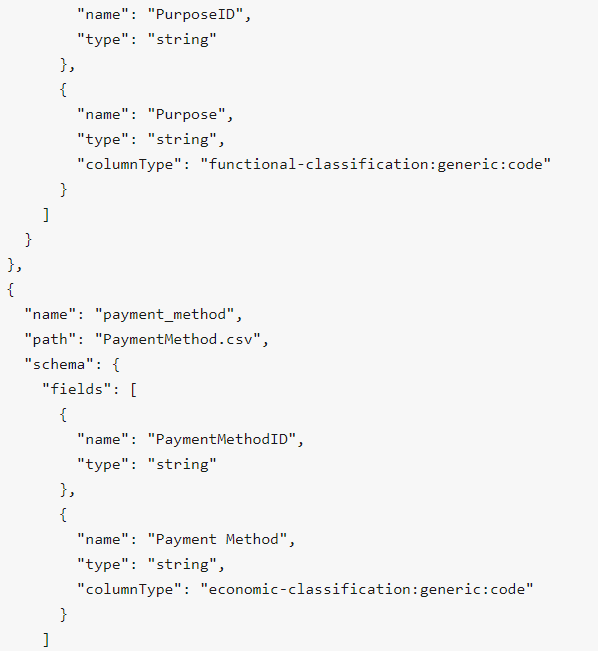 "name": "PurposeID",
        "type": "string"
      },
      {
        "name": "Purpose",
        "type": "string",
        "columnType": "functional-classification:generic:code"
      }
    ]
  }
},
{
  "name": "payment_method",
  "path": "PaymentMethod.csv",
  "schema": {
    "fields": [
      {
        "name": "PaymentMethodID",
        "type": "string"
      },
      {
        "name": "Payment Method",
        "type": "string",
        "columnType": "economic-classification:generic:code"
      }
    ]